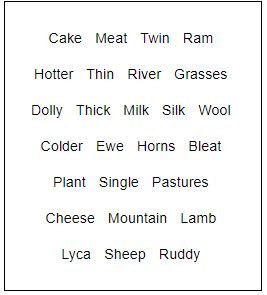 Cake Meat Twin Ram
Hotter Thin River Grasses
Dolly Thick Milk Silk Wool
Colder Ewe Horns Bleat
Plant Single Pastures
Cheese Mountain Lamb
Lyca Sheep Ruddy